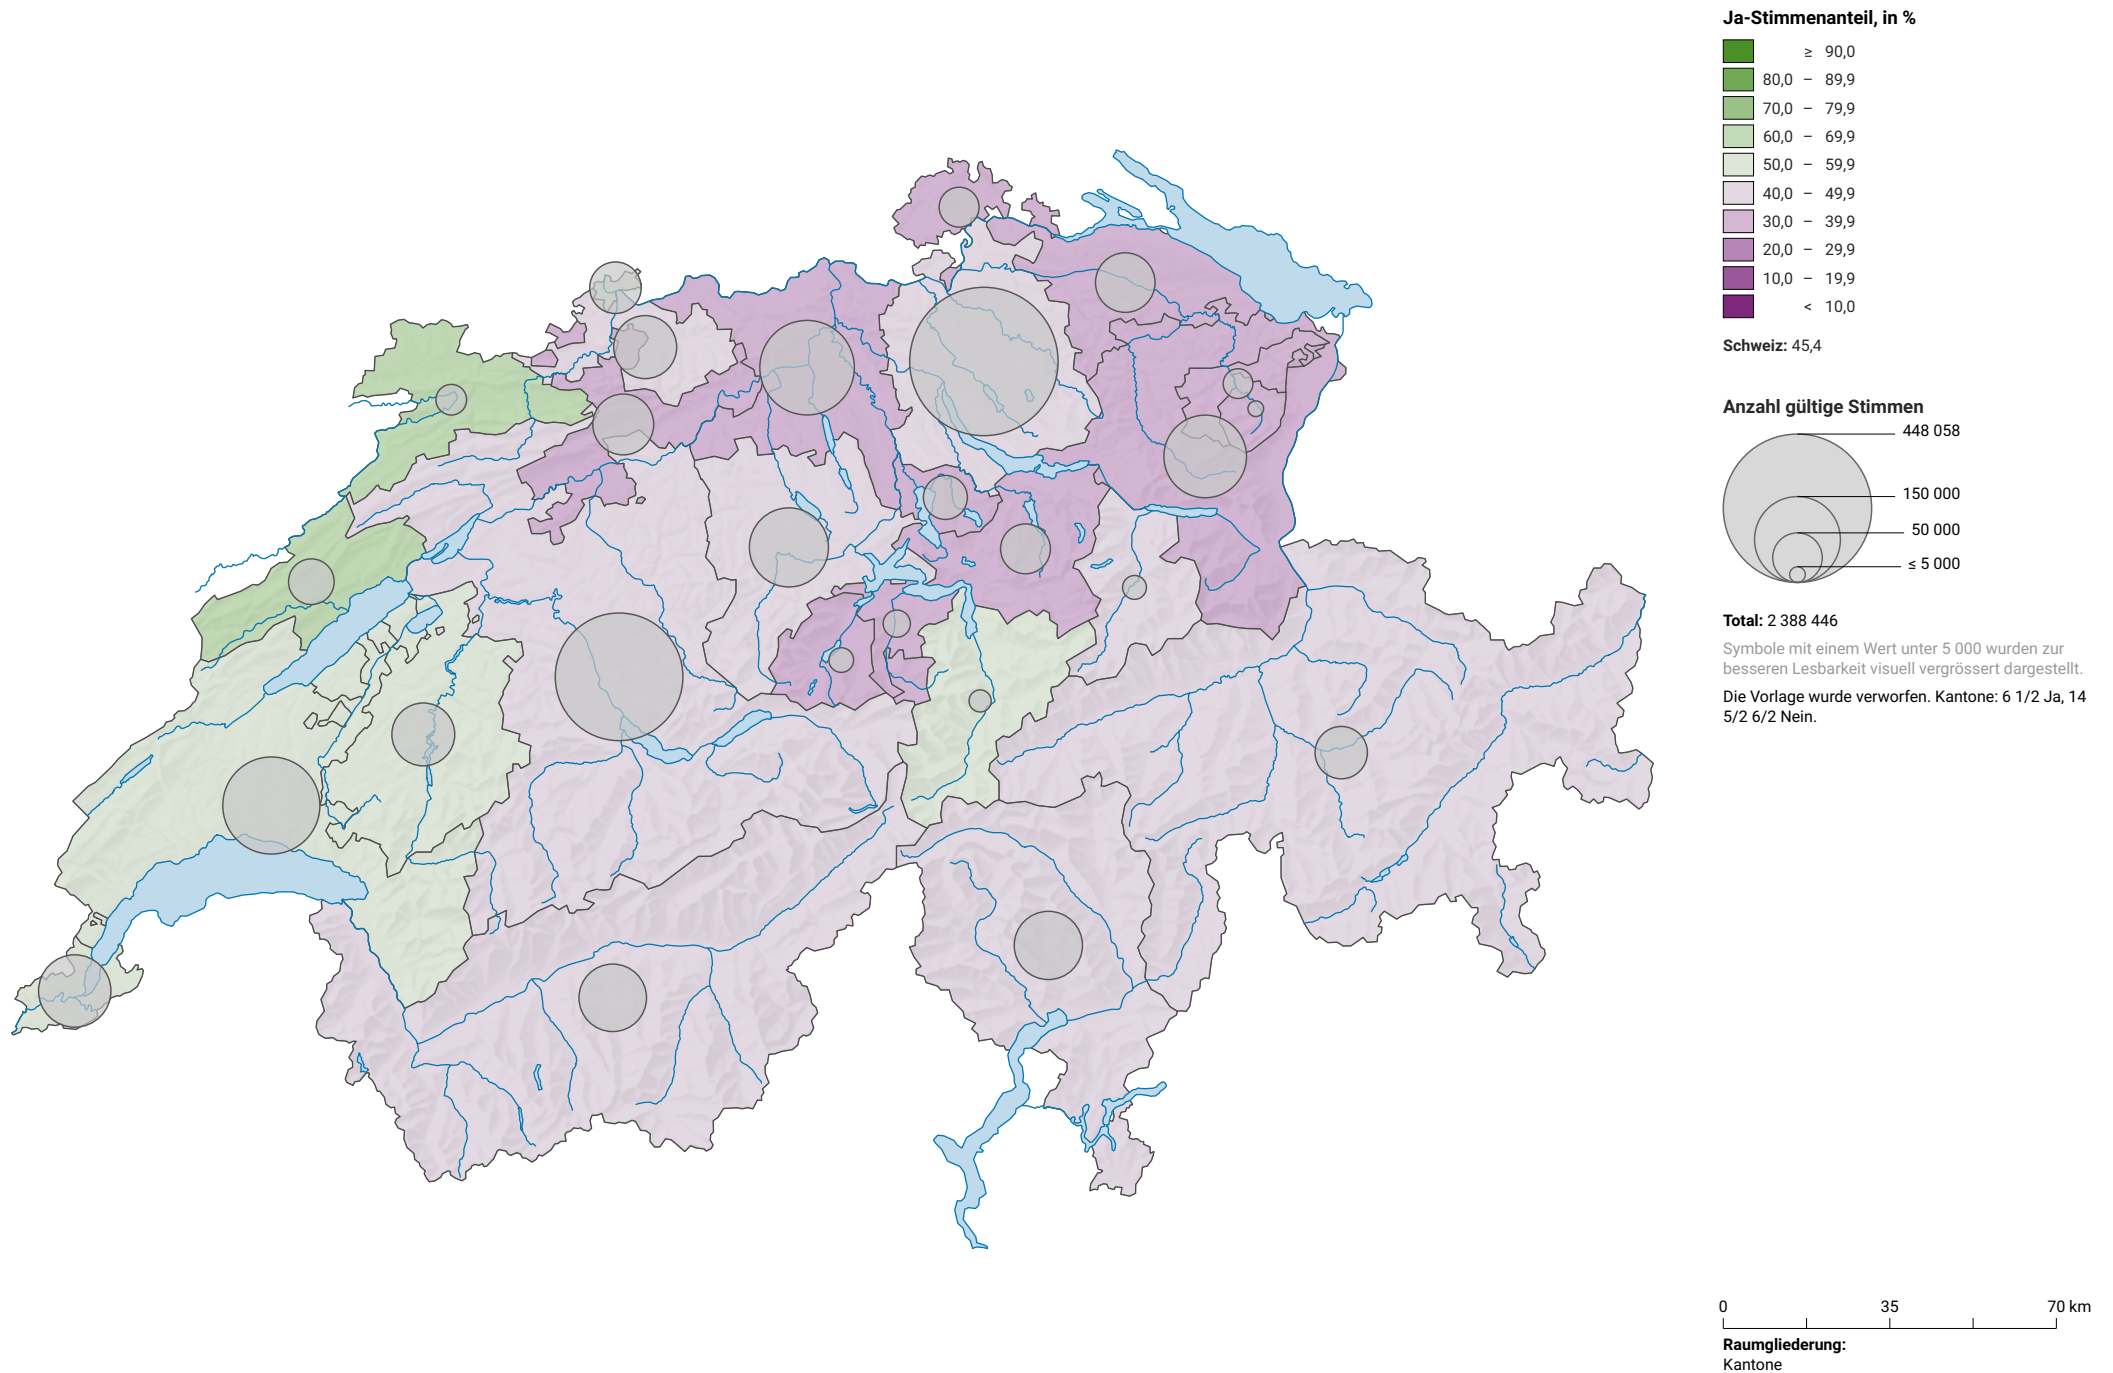 Ja-Stimmenanteil, in %
≥ 90,0
80,0 – 89,9
70,0 – 79,9
60,0 – 69,9
50,0 – 59,9
40,0 – 49,9
30,0 – 39,9
20,0 – 29,9
10,0 – 19,9
< 10,0
Schweiz: 45,4
Anzahl gültige Stimmen
448 058
150 000
50 000
≤ 5 000
Total: 2 388 446
Symbole mit einem Wert unter 5 000 wurden zur
besseren Lesbarkeit visuell vergrössert dargestellt.
Die Vorlage wurde verworfen. Kantone: 6 1/2 Ja, 14
5/2 6/2 Nein.
0 35 70 km
Raumgliederung:
Kantone